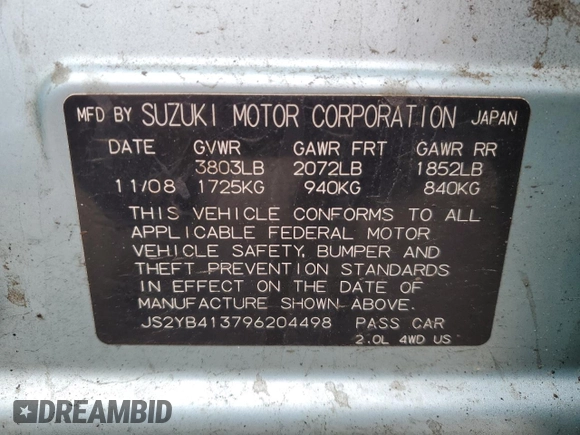 MFD BY SUZUKI MOTOR CORPORATION JAPAN
DATE GVWR GAWR FRT GAWR RR
3803LB 2072LB 1852LB
11/08 1725KG 940KG 840KG
THIS VEHICLE CONFORMS TO ALL
APPLICABLE FEDERAL MOTOR
VEHICLE SAFETY, BUMPER AND
THEFT PREVENTION STANDARDS
IN EFFECT ON THE DATE OF
MANUFACTURE SHOWN ABOVE.
JS2YB413796204498 PASS CAR
2.0L 4WD US
DREAMBID